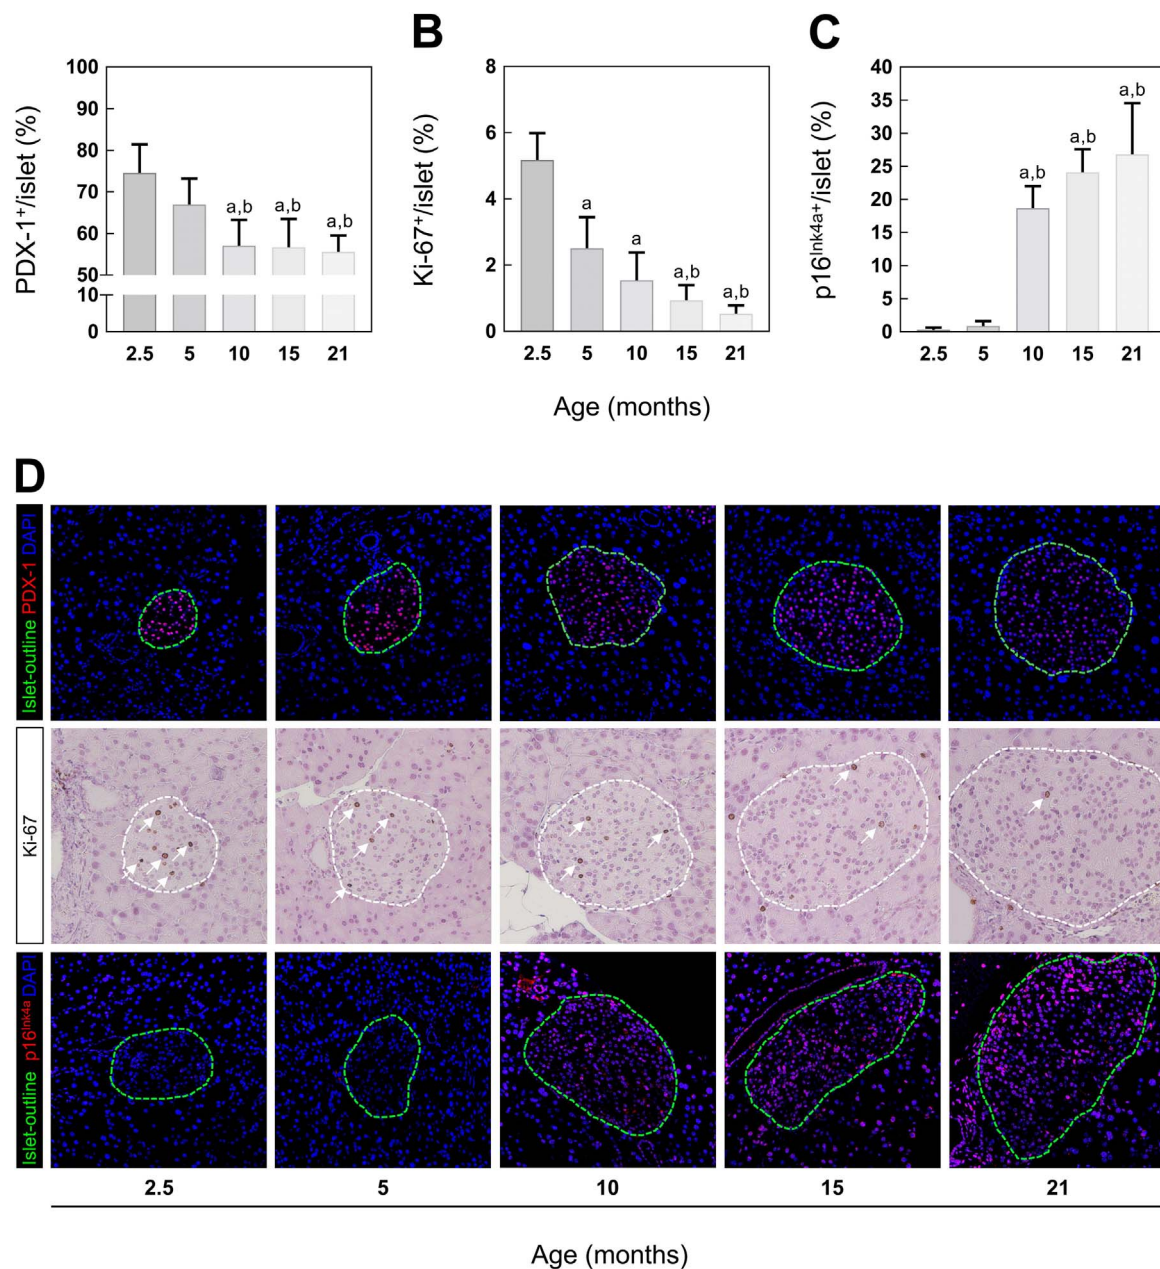 B
C
PDX-1⁺/islet (%)
100
90
80
70
60
50
10
0
a,b
a,b
a,b
2.5 5 10 15 21
Ki-67⁺/islet (%)
8
6
4
2
0
a
a
a,b
a,b
2.5 5 10 15 21
p16ᴵⁿᵏ⁴ᵃ⁺/islet (%)
40
35
30
25
20
15
10
5
0
a,b
a,b
a,b
2.5 5 10 15 21
Age (months)
D
Islet-outline PDX-1 DAPI
Ki-67
Islet-outline p16ᴵⁿᵏ⁴ᵃ DAPI
2.5 5 10 15 21
Age (months)